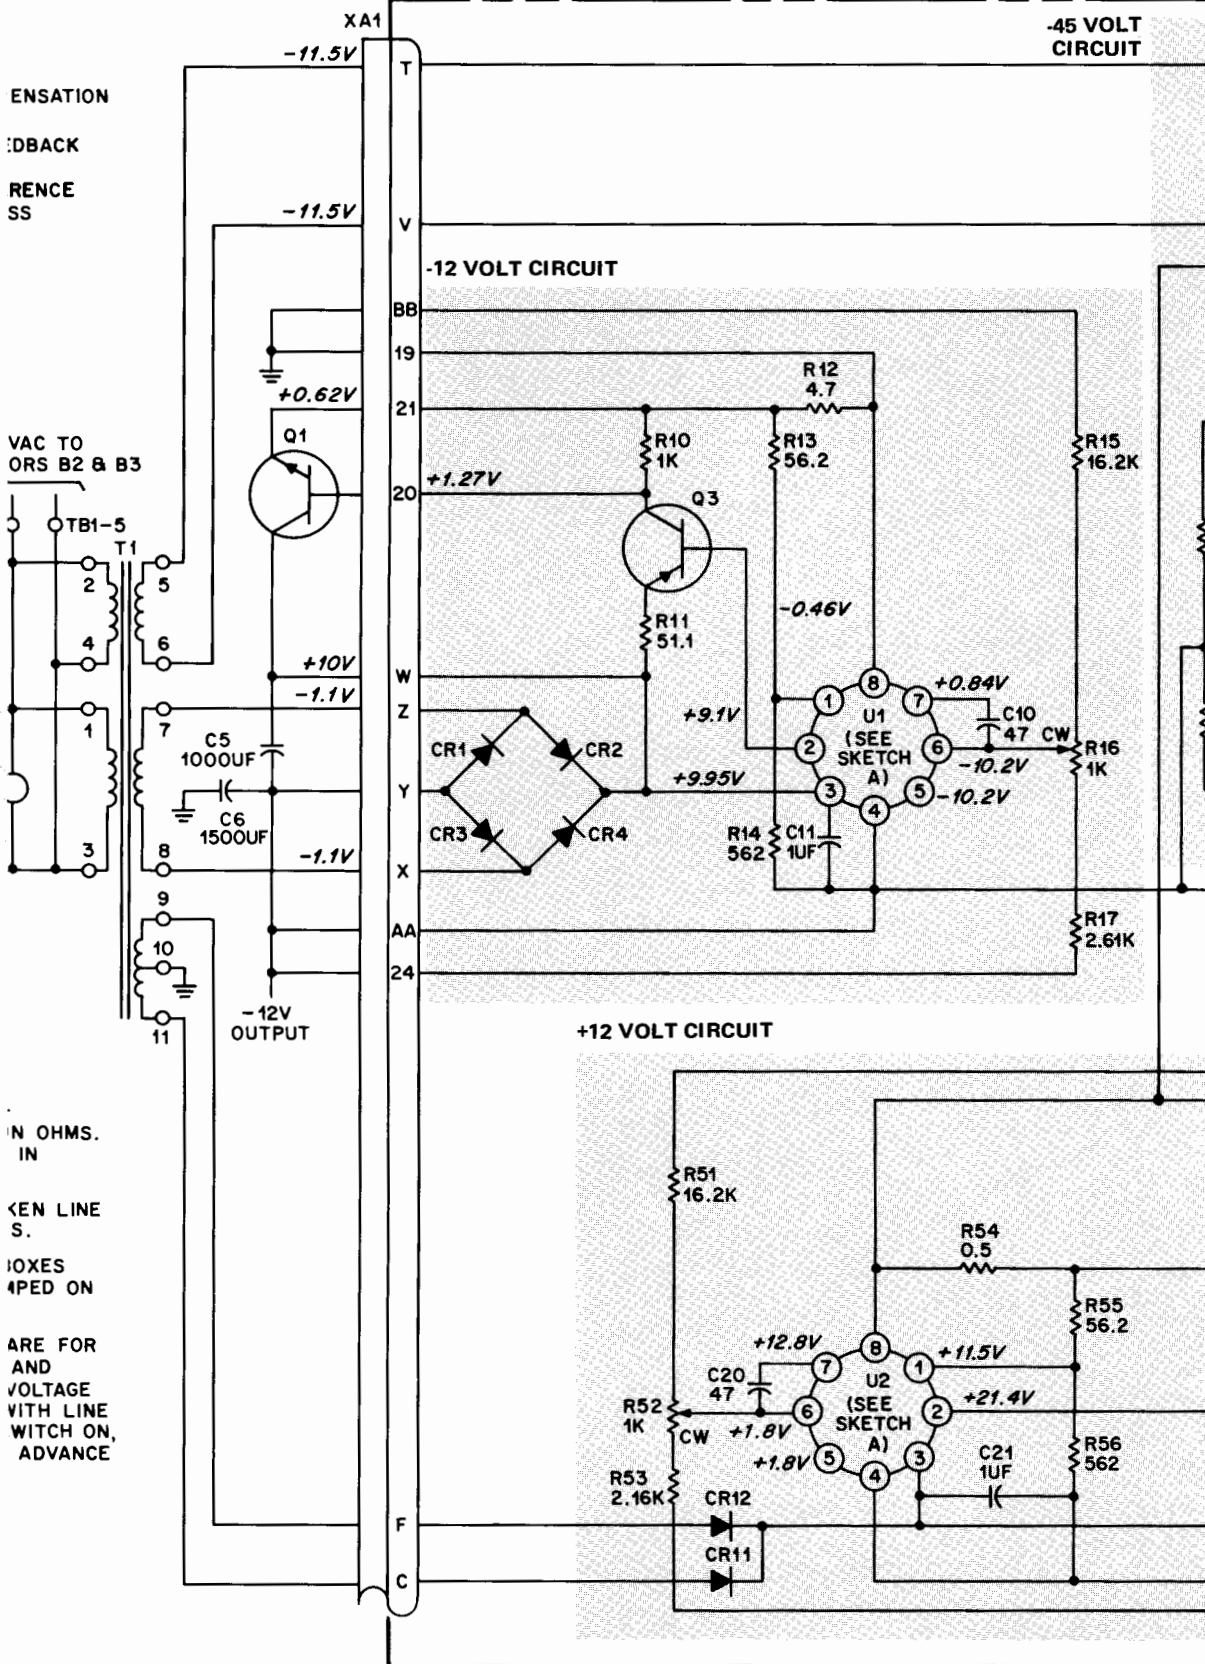 XA1
-45 VOLT
CIRCUIT
-11.5V
T
ENSATION
EDBACK
RENCE
SS
-11.5V
V
-12 VOLT CIRCUIT
BB
19
R12
4.7
+0.62V
21
Q1
R10
1K
R13
56.2
R15
16.2K
VAC TO
ORS B2 & B3
+1.27V
20
Q3
TB1-5
T1
2
5
-0.46V
R11
51.1
4
6
+10V
W
-1.1V
Z
8
+0.84V
1
7
1
7
+9.1V
U1
(SEE
SKETCH
A)
C10
47
CW
C5
1000UF
CR1
CR2
2
6
R16
1K
-10.2V
+9.95V
3
5
-10.2V
Y
C6
1500UF
4
CR3
CR4
R14
562
C11
1UF
3
8
-1.1V
X
9
R17
2.61K
AA
10
24
-12V
OUTPUT
11
+12 VOLT CIRCUIT
N OHMS.
IN
R51
16.2K
KEN LINE
S.
R54
0.5
BOXES
MPED ON
R55
56.2
ARE FOR
AND
VOLTAGE
WITH LINE
SWITCH ON,
ADVANCE
+12.8V
8
7
1
+11.5V
C20
47
U2
(SEE
SKETCH
A)
+21.4V
R52
1K
CW
6
2
+1.8V
+1.8V
5
3
4
C21
1UF
R56
562
R53
2.16K
CR12
F
CR11
C